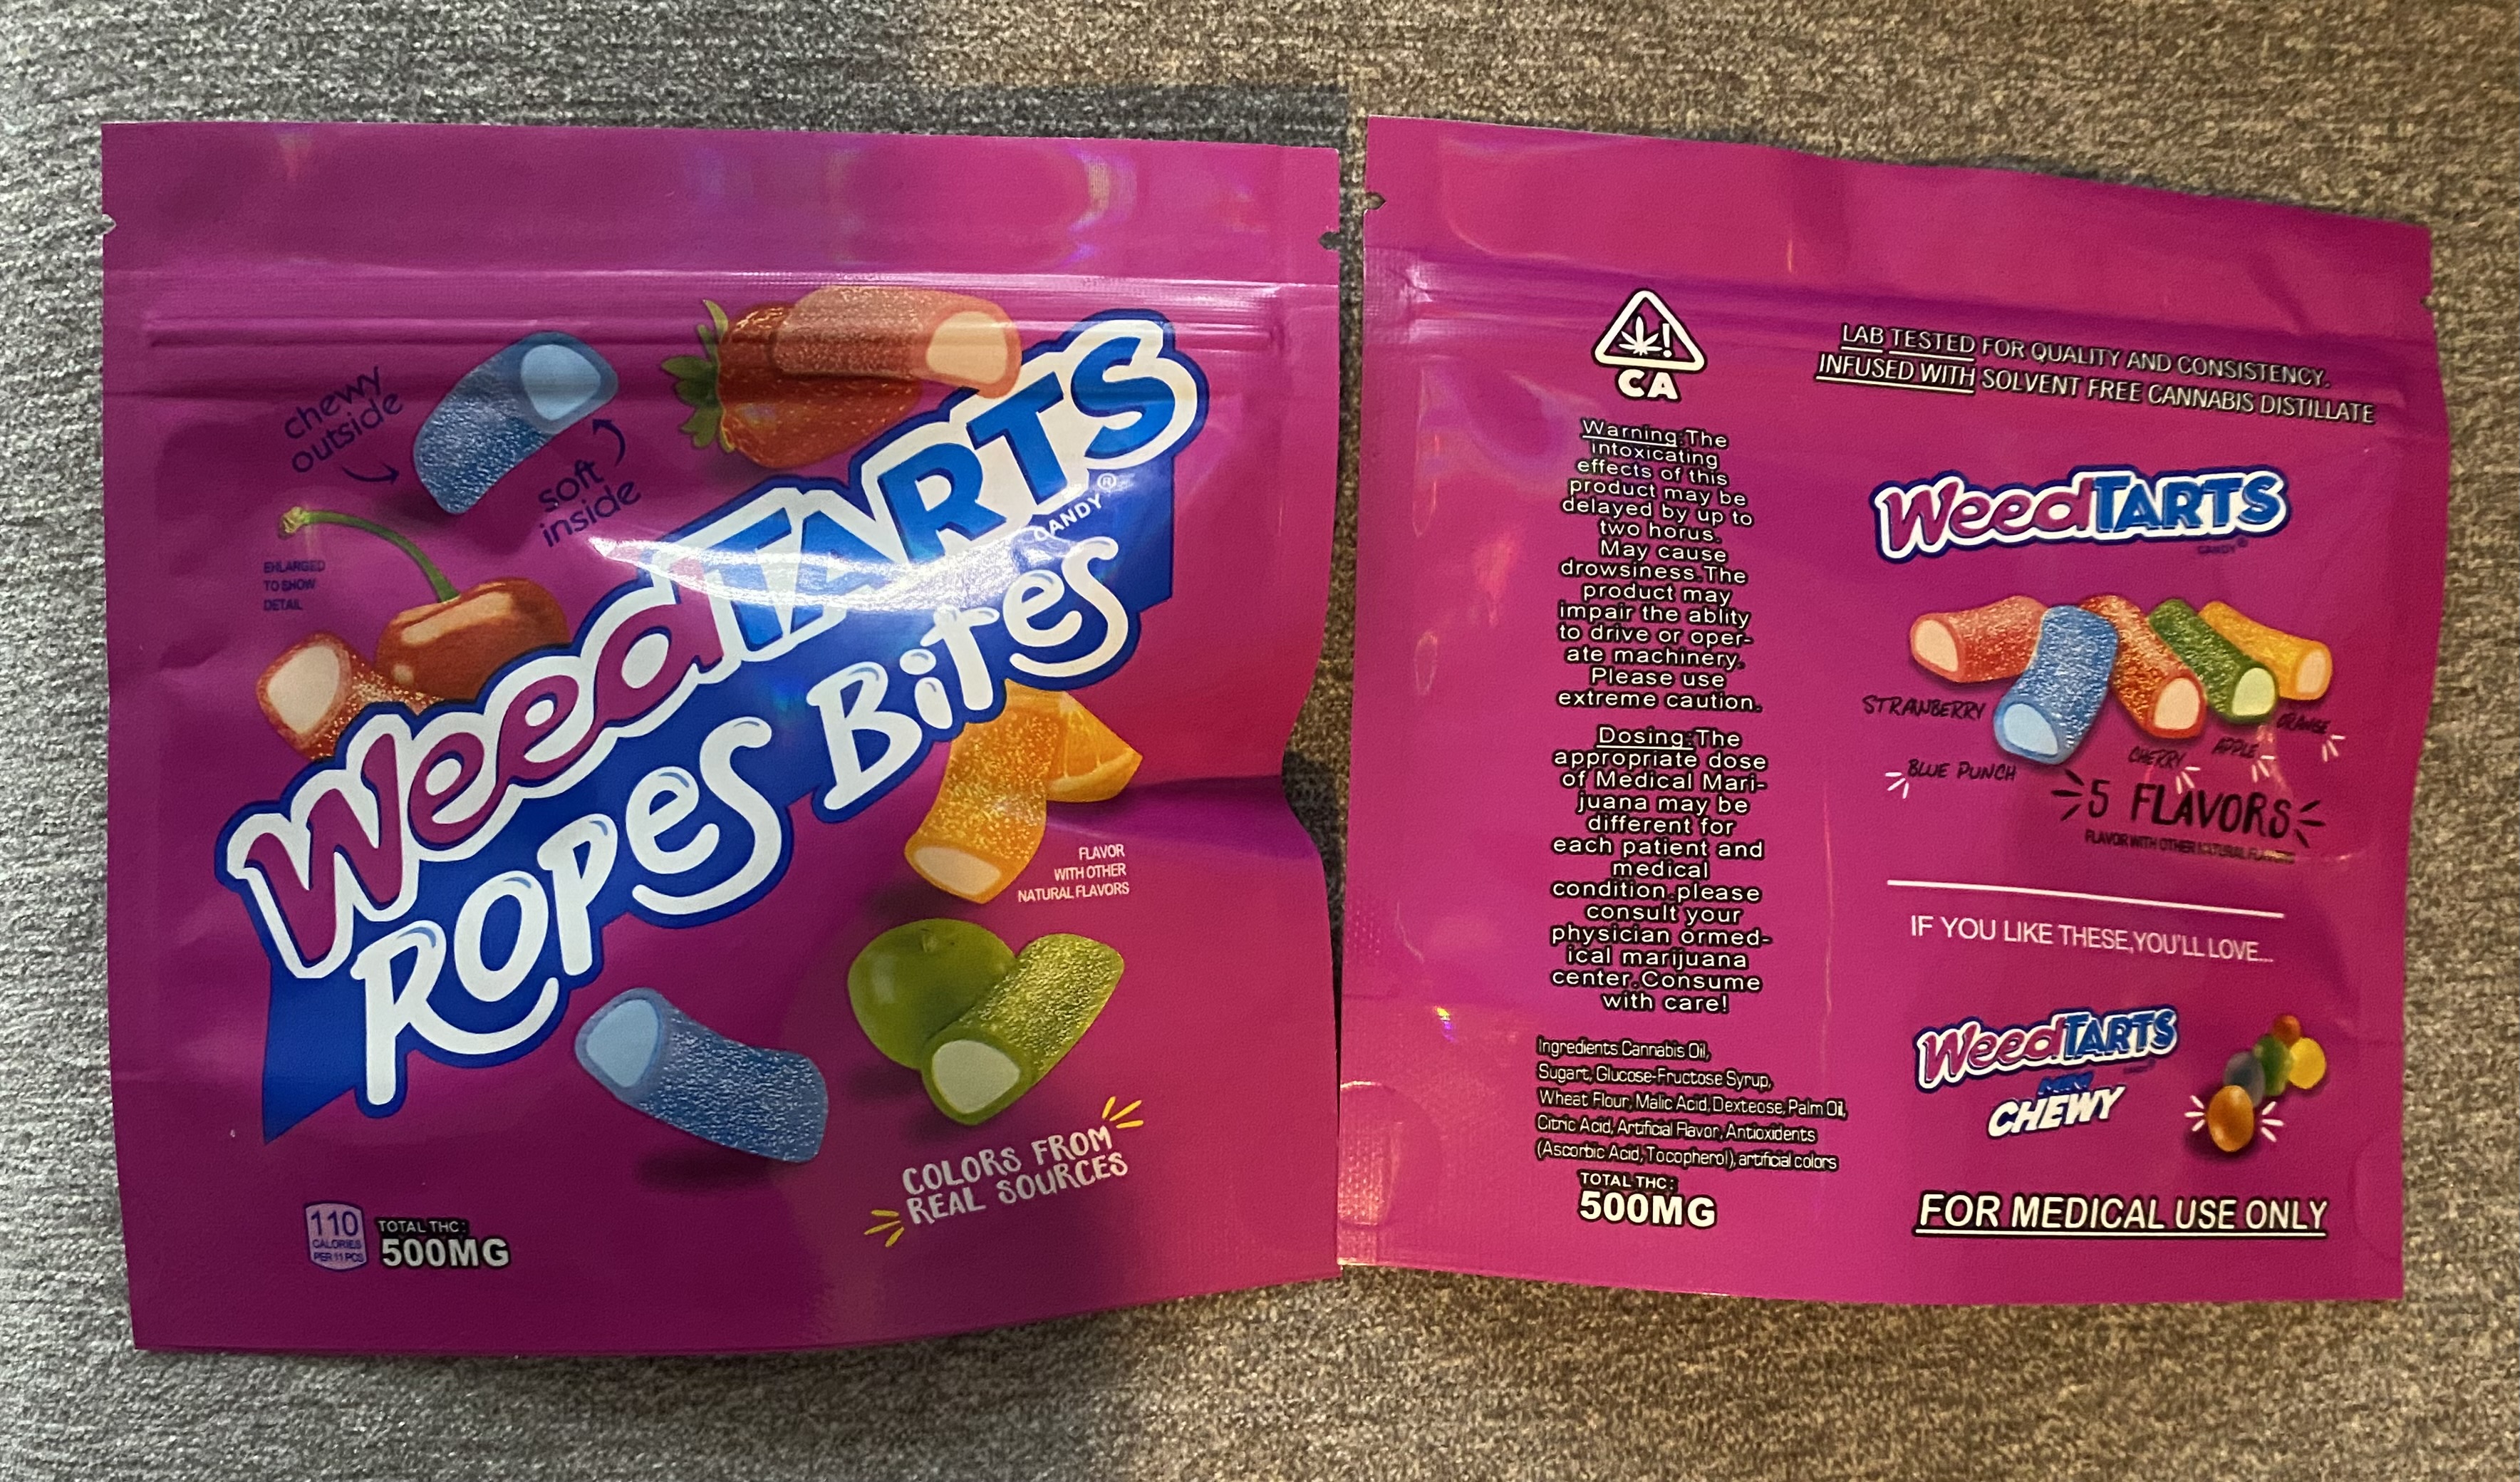 chewy
outside
soft
inside
ENLARGED
TO SHOW
DETAIL
WeedTARTS
CANDY®
ROPES BiTES
FLAVOR
WITH OTHER
NATURAL FLAVORS
COLORS FROM
REAL SOURCES
110
CALORIES
PER 11 PCS
TOTAL THC:
500MG
CA
Warning:The
intoxicating
effects of this
product may be
delayed by up to
two horus.
May cause
drowsiness.The
product may
impair the ablity
to drive or oper-
ate machinery.
Please use
extreme caution.
Dosing:The
appropriate dose
of Medical Mari-
juana may be
different for
each patient and
medical
condition.please
consult your
physician ormed-
ical marijuana
center.Consume
with care!
Ingredients:Cannabis Oil,
Sugart, Glucose-Fructose Syrup,
Wheat Flour, Malic Acid, Dexteose, Palm Oil,
Citric Acid, Artificial Flavor, Antioxidents
(Ascorbic Acid, Tocopherol), artificial colors
TOTAL THC:
500MG
LAB TESTED FOR QUALITY AND CONSISTENCY.
INFUSED WITH SOLVENT FREE CANNABIS DISTILLATE
WeedTARTS
CANDY®
STRAWBERRY
BLUE PUNCH
CHERRY
APPLE
ORANGE
5 FLAVORS
FLAVOR WITH OTHER NATURAL FLAVORS
IF YOU LIKE THESE,YOU'LL LOVE...
WeedTARTS
MINI
CHEWY
FOR MEDICAL USE ONLY